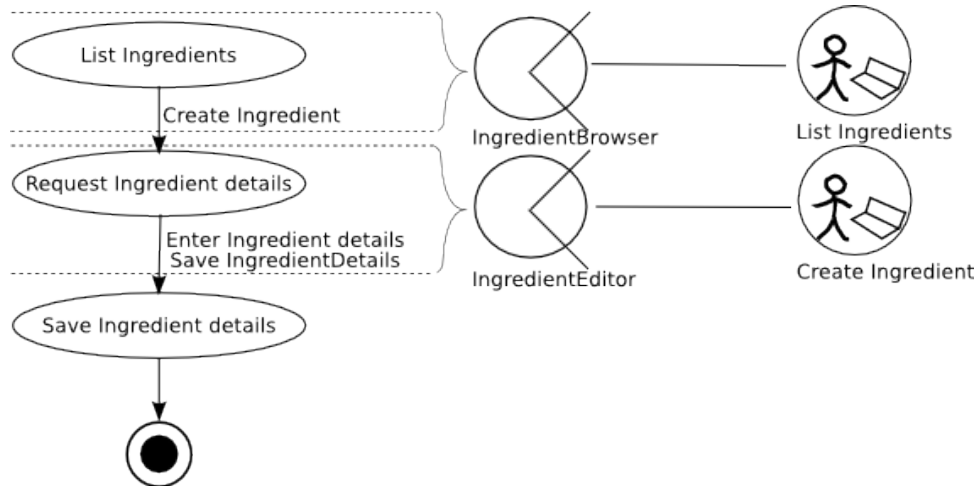 List Ingredients
Create Ingredient
Request Ingredient details
Enter Ingredient details
Save IngredientDetails
Save Ingredient details
IngredientBrowser
IngredientEditor
List Ingredients
Create Ingredient